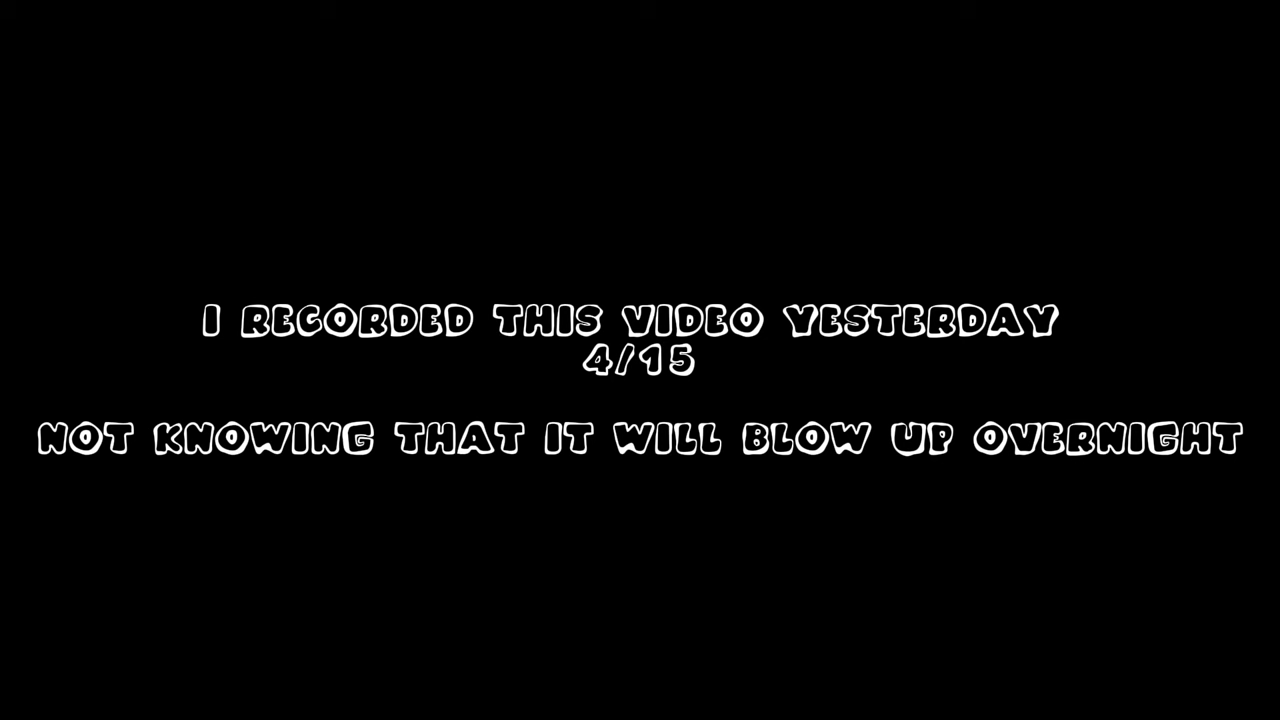 I RECORDED THIS VIDEO YESTERDAY
4/15
NOT KNOWING THAT IT WILL BLOW UP OVERNIGHT